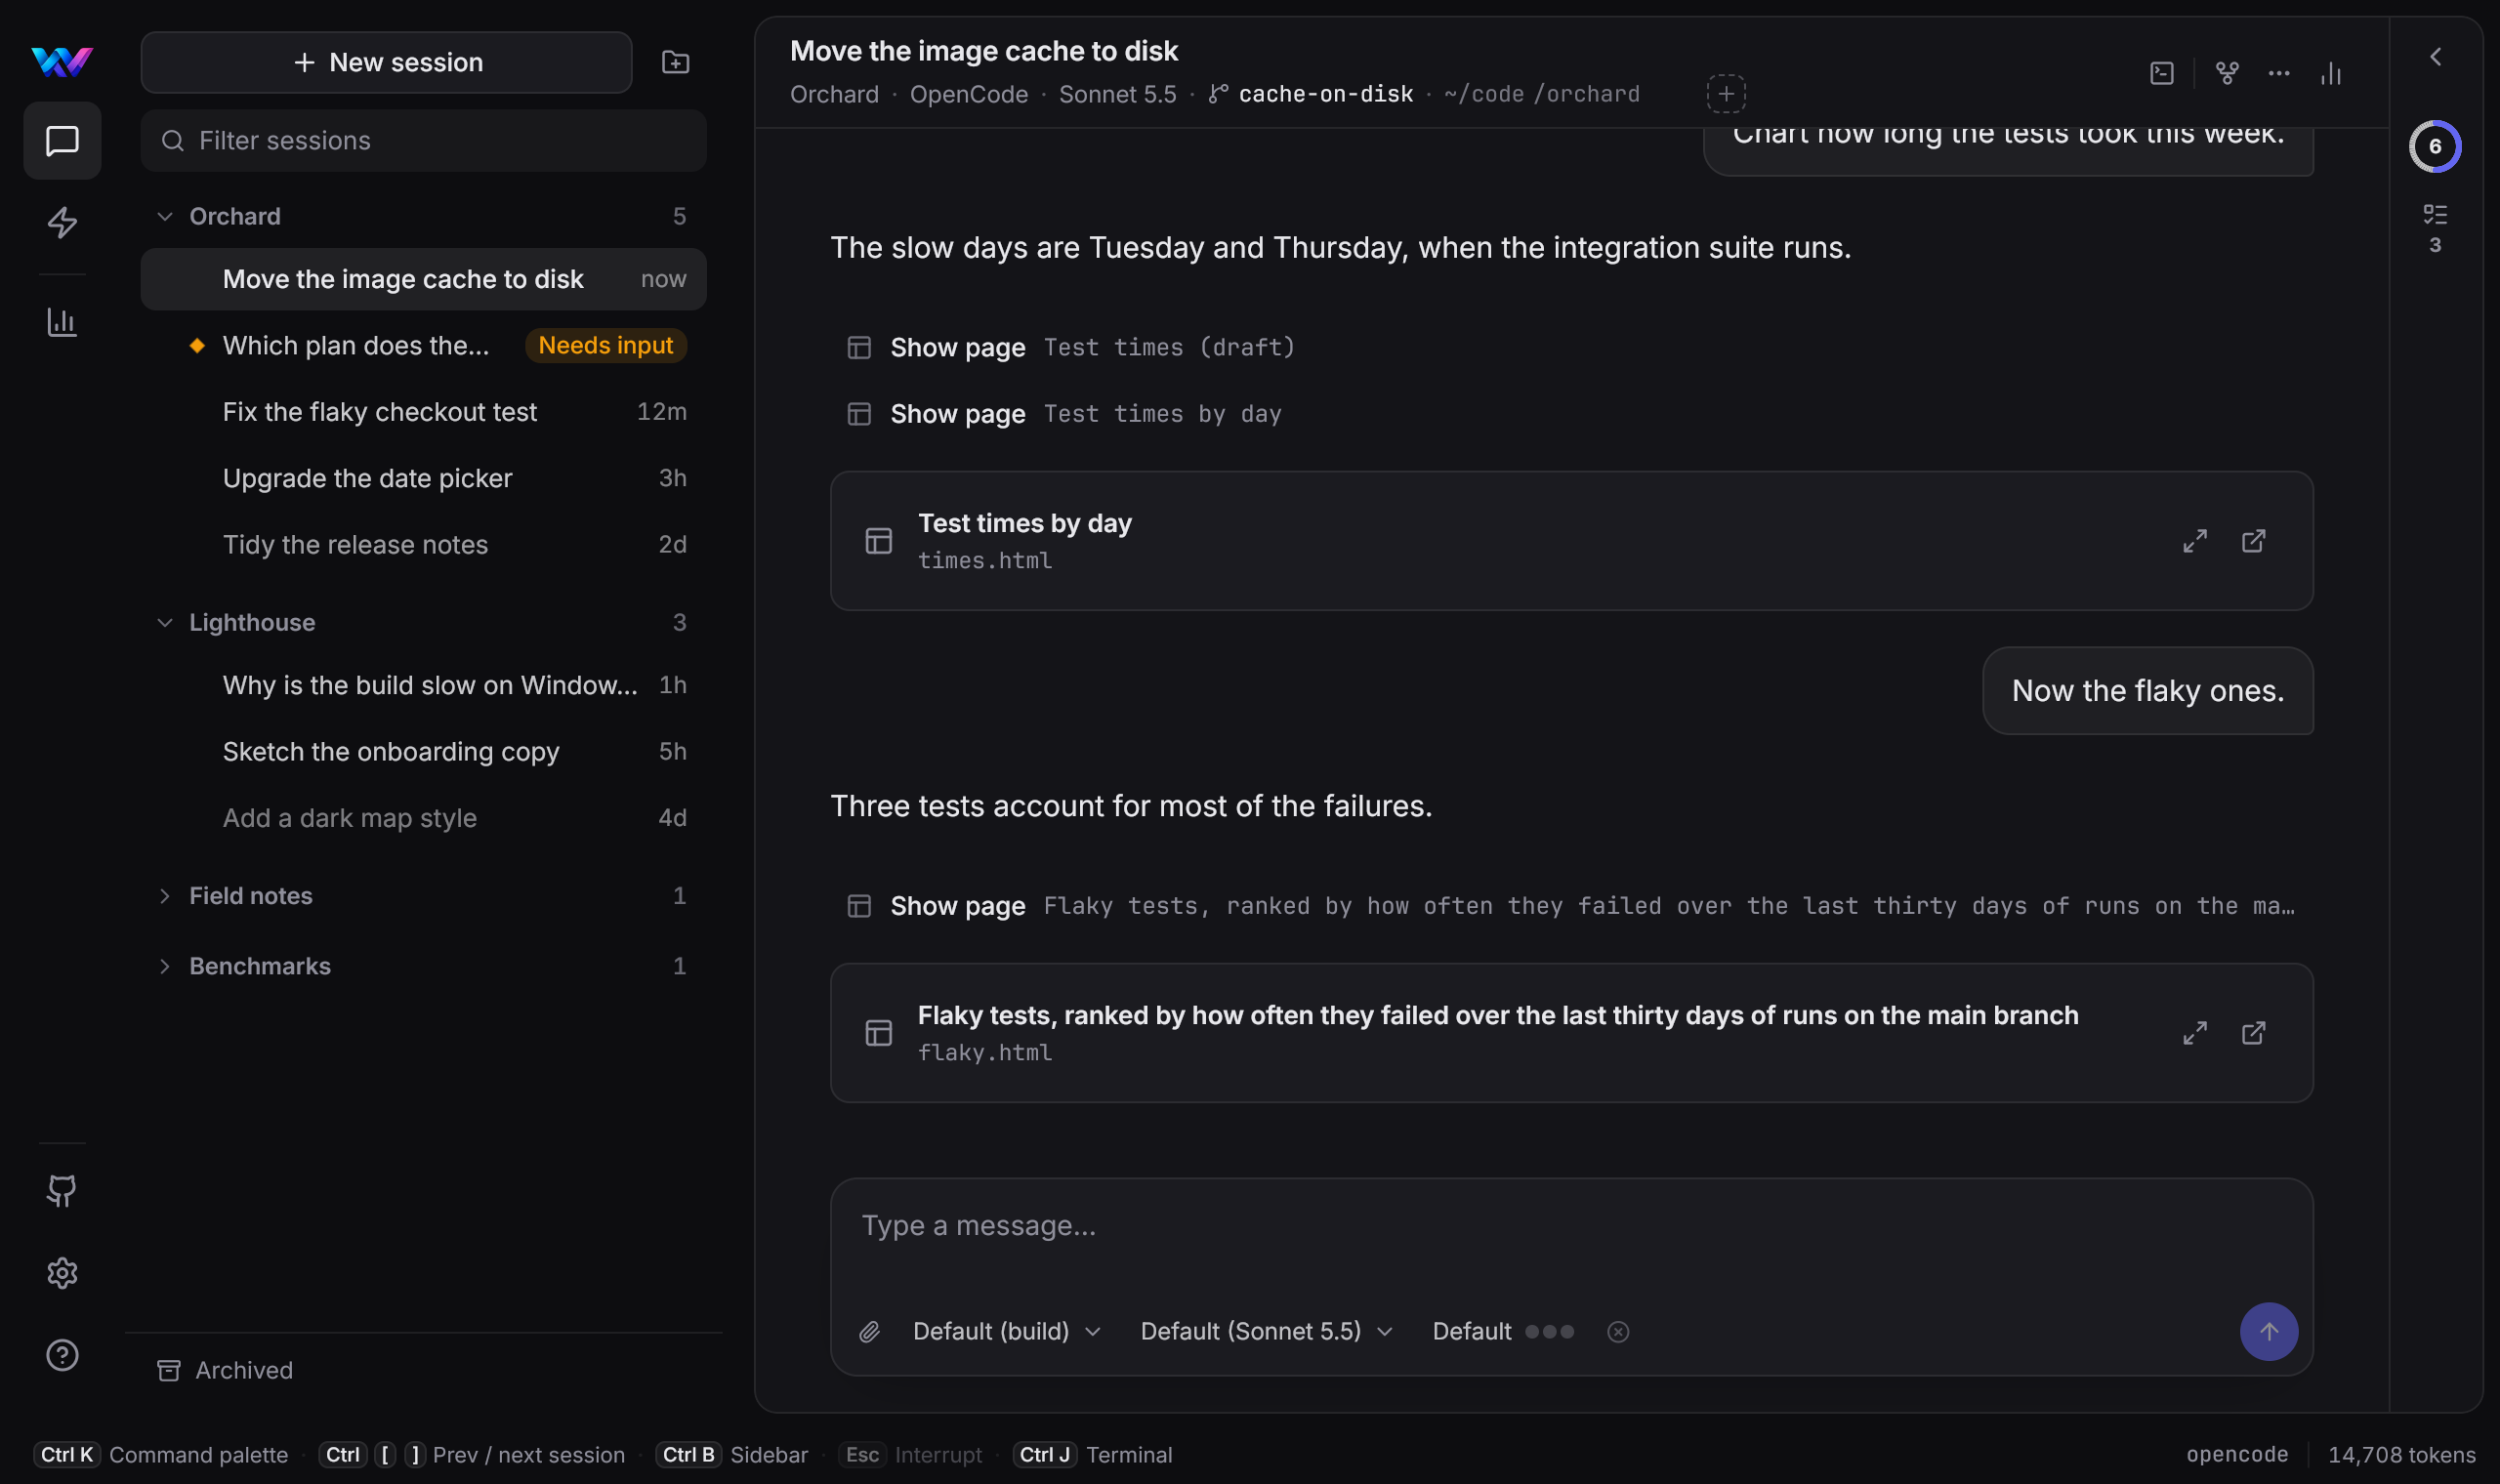 New session
Filter sessions
Orchard 5
Move the image cache to disk now
Which plan does the... Needs input
Fix the flaky checkout test 12m
Upgrade the date picker 3h
Tidy the release notes 2d
Lighthouse 3
Why is the build slow on Window... 1h
Sketch the onboarding copy 5h
Add a dark map style 4d
Field notes 1
Benchmarks 1
Archived
Move the image cache to disk
Orchard · OpenCode · Sonnet 5.5 · cache-on-disk · ~/code /orchard
Chart how long the tests took this week.
The slow days are Tuesday and Thursday, when the integration suite runs.
Show page Test times (draft)
Show page Test times by day
Test times by day
times.html
Now the flaky ones.
Three tests account for most of the failures.
Show page Flaky tests, ranked by how often they failed over the last thirty days of runs on the ma…
Flaky tests, ranked by how often they failed over the last thirty days of runs on the main branch
flaky.html
Type a message...
Default (build) Default (Sonnet 5.5) Default
6
3
Ctrl K Command palette · Ctrl [ ] Prev / next session · Ctrl B Sidebar · Esc Interrupt · Ctrl J Terminal
opencode 14,708 tokens